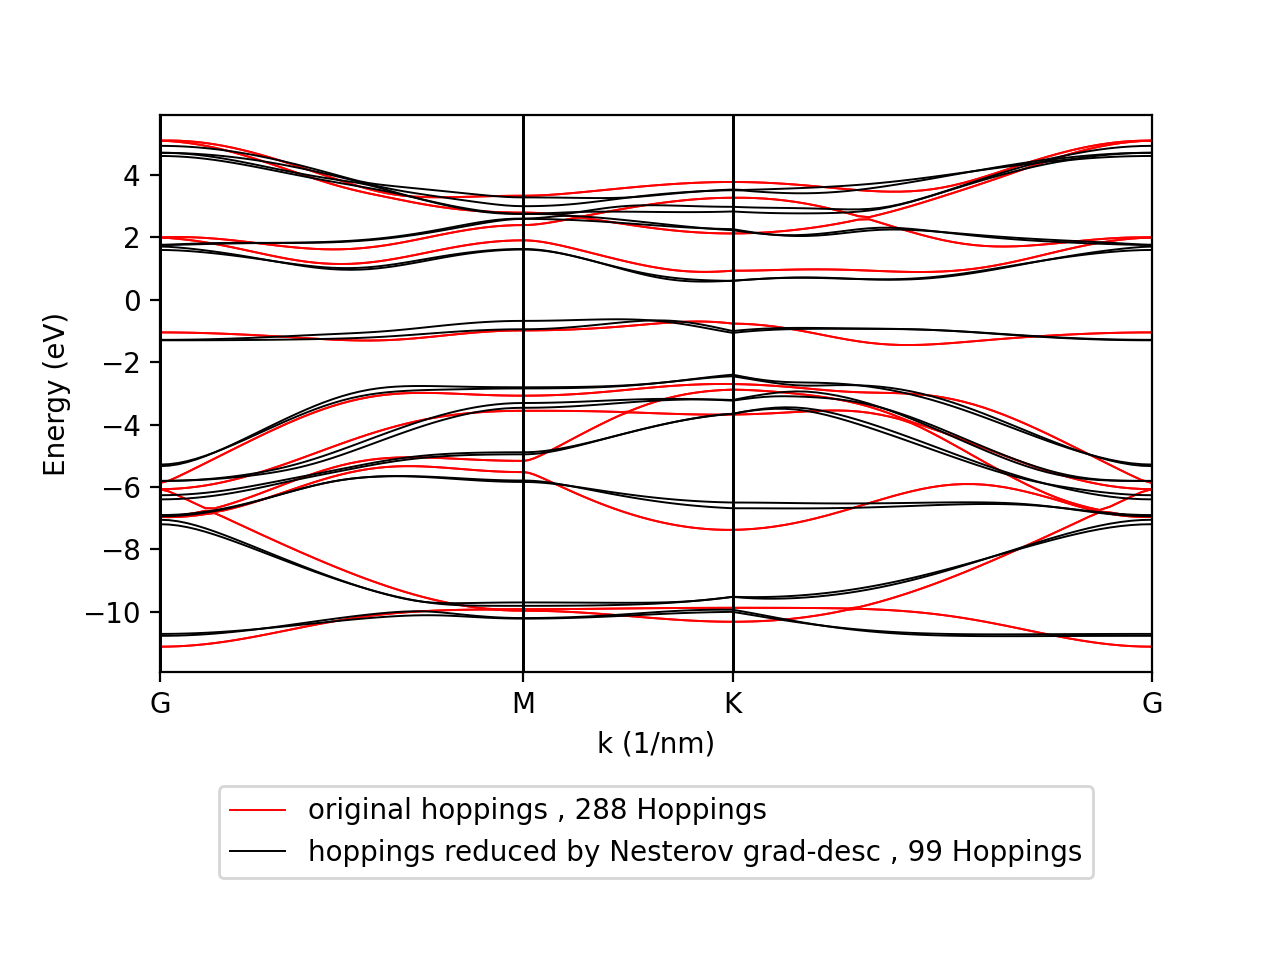 4
2
0
−2
−4
−6
−8
−10
Energy (eV)
G M K G
k (1/nm)
original hoppings , 288 Hoppings
hoppings reduced by Nesterov grad-desc , 99 Hoppings